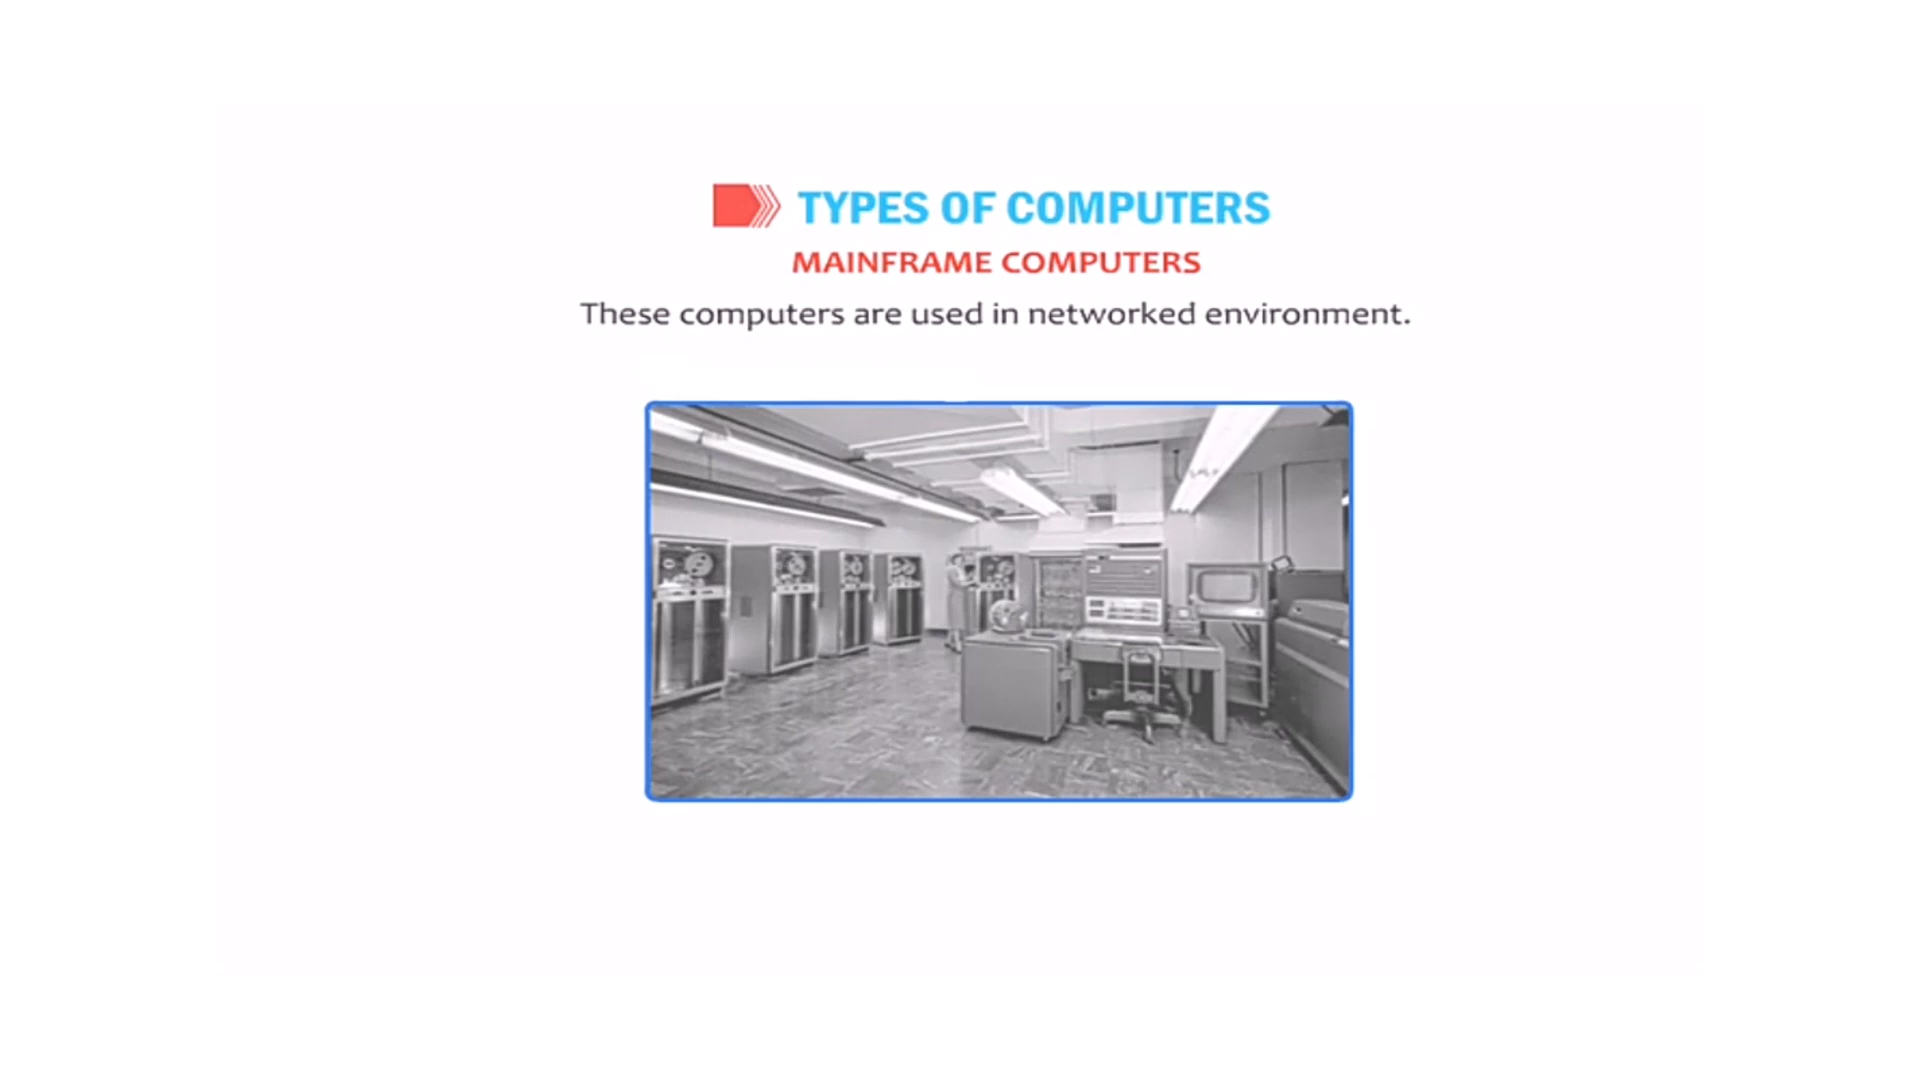 TYPES OF COMPUTERS
MAINFRAME COMPUTERS
These computers are used in networked environment.